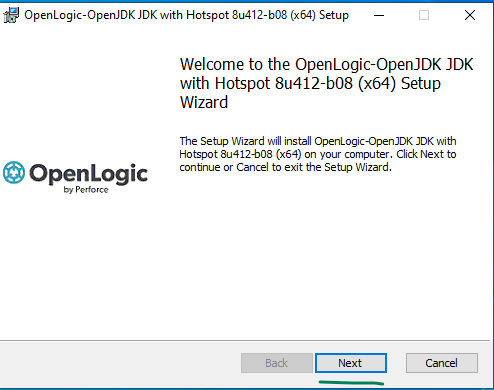 OpenLogic-OpenJDK JDK with Hotspot 8u412-b08 (x64) Setup
Welcome to the OpenLogic-OpenJDK JDK
with Hotspot 8u412-b08 (x64) Setup
Wizard
The Setup Wizard will install OpenLogic-OpenJDK JDK with
Hotspot 8u412-b08 (x64) on your computer. Click Next to
continue or Cancel to exit the Setup Wizard.
OpenLogic
by Perforce
Back
Next
Cancel